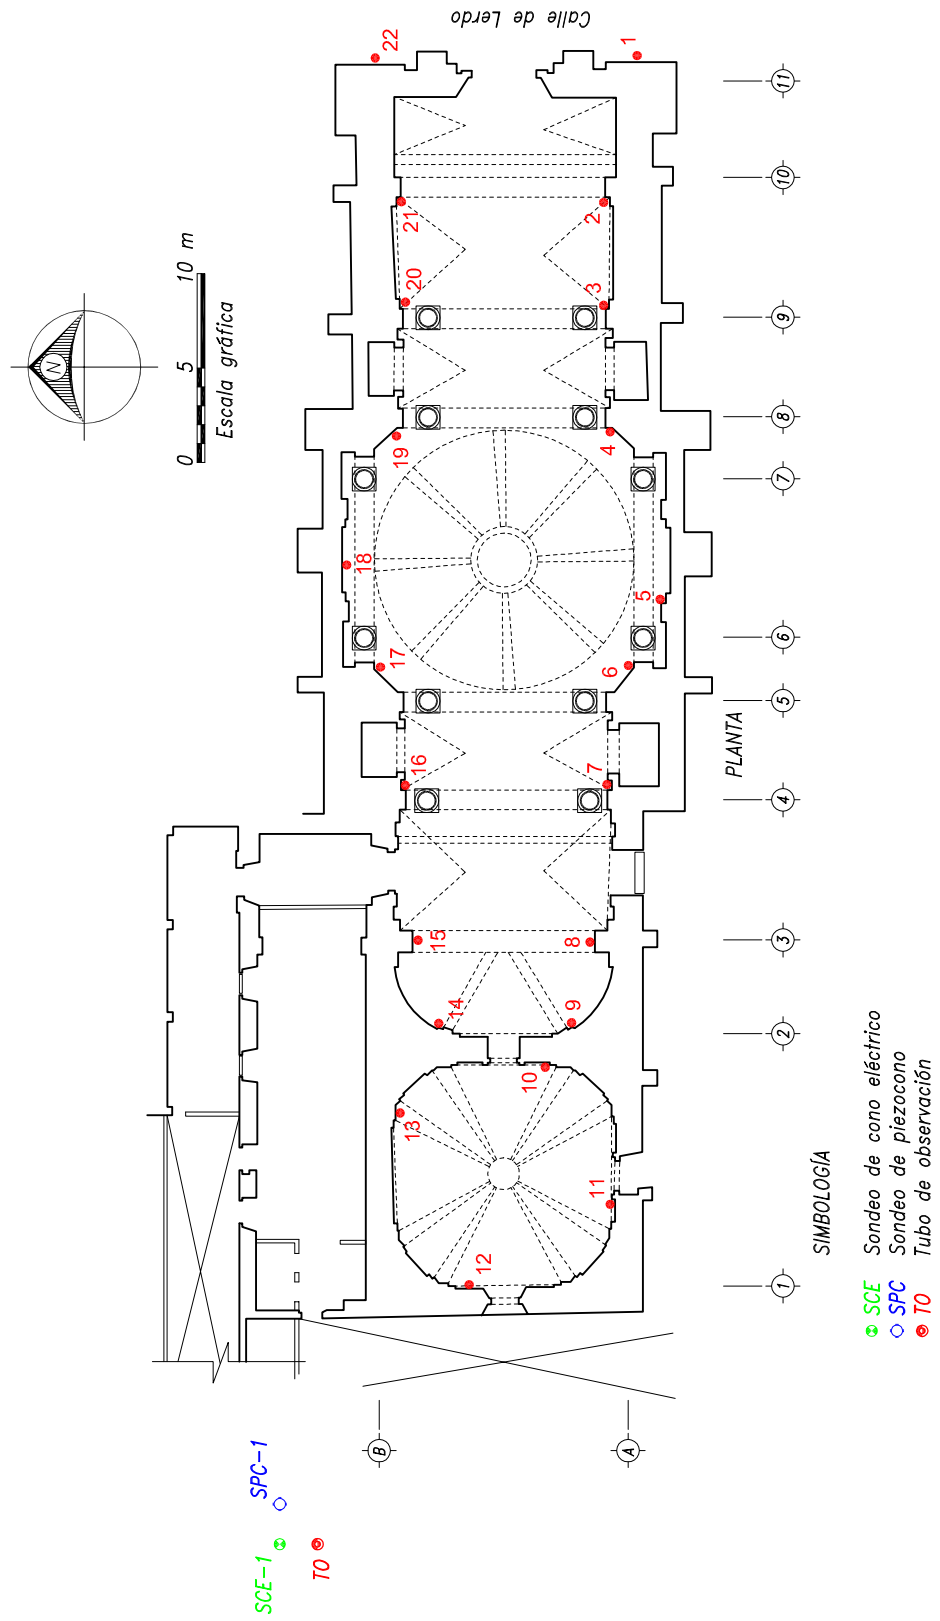 Calle de Lerdo
22
1
11
N
0 5 10 m
Escala gráfica
10
21
2
20
3
9
8
19
4
7
18
5
6
17
6
5
16
7
4
PLANTA
15
8
3
14
9
2
10
13
11
12
1
B
A
SCE-1
SPC-1
TO
SIMBOLOGÍA
SCE Sondeo de cono eléctrico
SPC Sondeo de piezocono
TO Tubo de observación